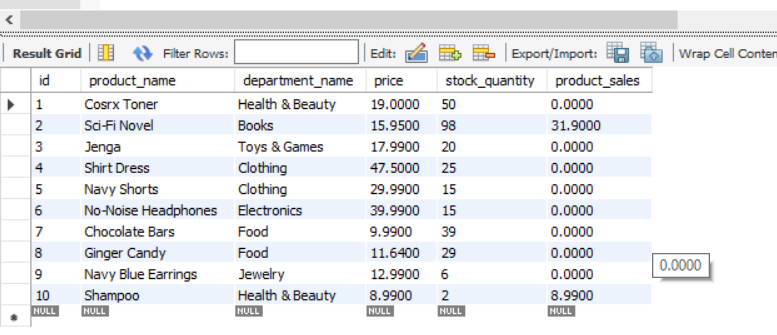 Result Grid Filter Rows: Edit: Export/Import: Wrap Cell Conten
id product_name department_name price stock_quantity product_sales
1 Cosrx Toner Health & Beauty 19.0000 50 0.0000
2 Sci-Fi Novel Books 15.9500 98 31.9000
3 Jenga Toys & Games 17.9900 20 0.0000
4 Shirt Dress Clothing 47.5000 25 0.0000
5 Navy Shorts Clothing 29.9900 15 0.0000
6 No-Noise Headphones Electronics 39.9900 15 0.0000
7 Chocolate Bars Food 9.9900 39 0.0000
8 Ginger Candy Food 11.6400 29 0.0000
0.0000
9 Navy Blue Earrings Jewelry 12.9900 6 0.0000
10 Shampoo Health & Beauty 8.9900 2 8.9900
NULL NULL NULL NULL NULL NULL